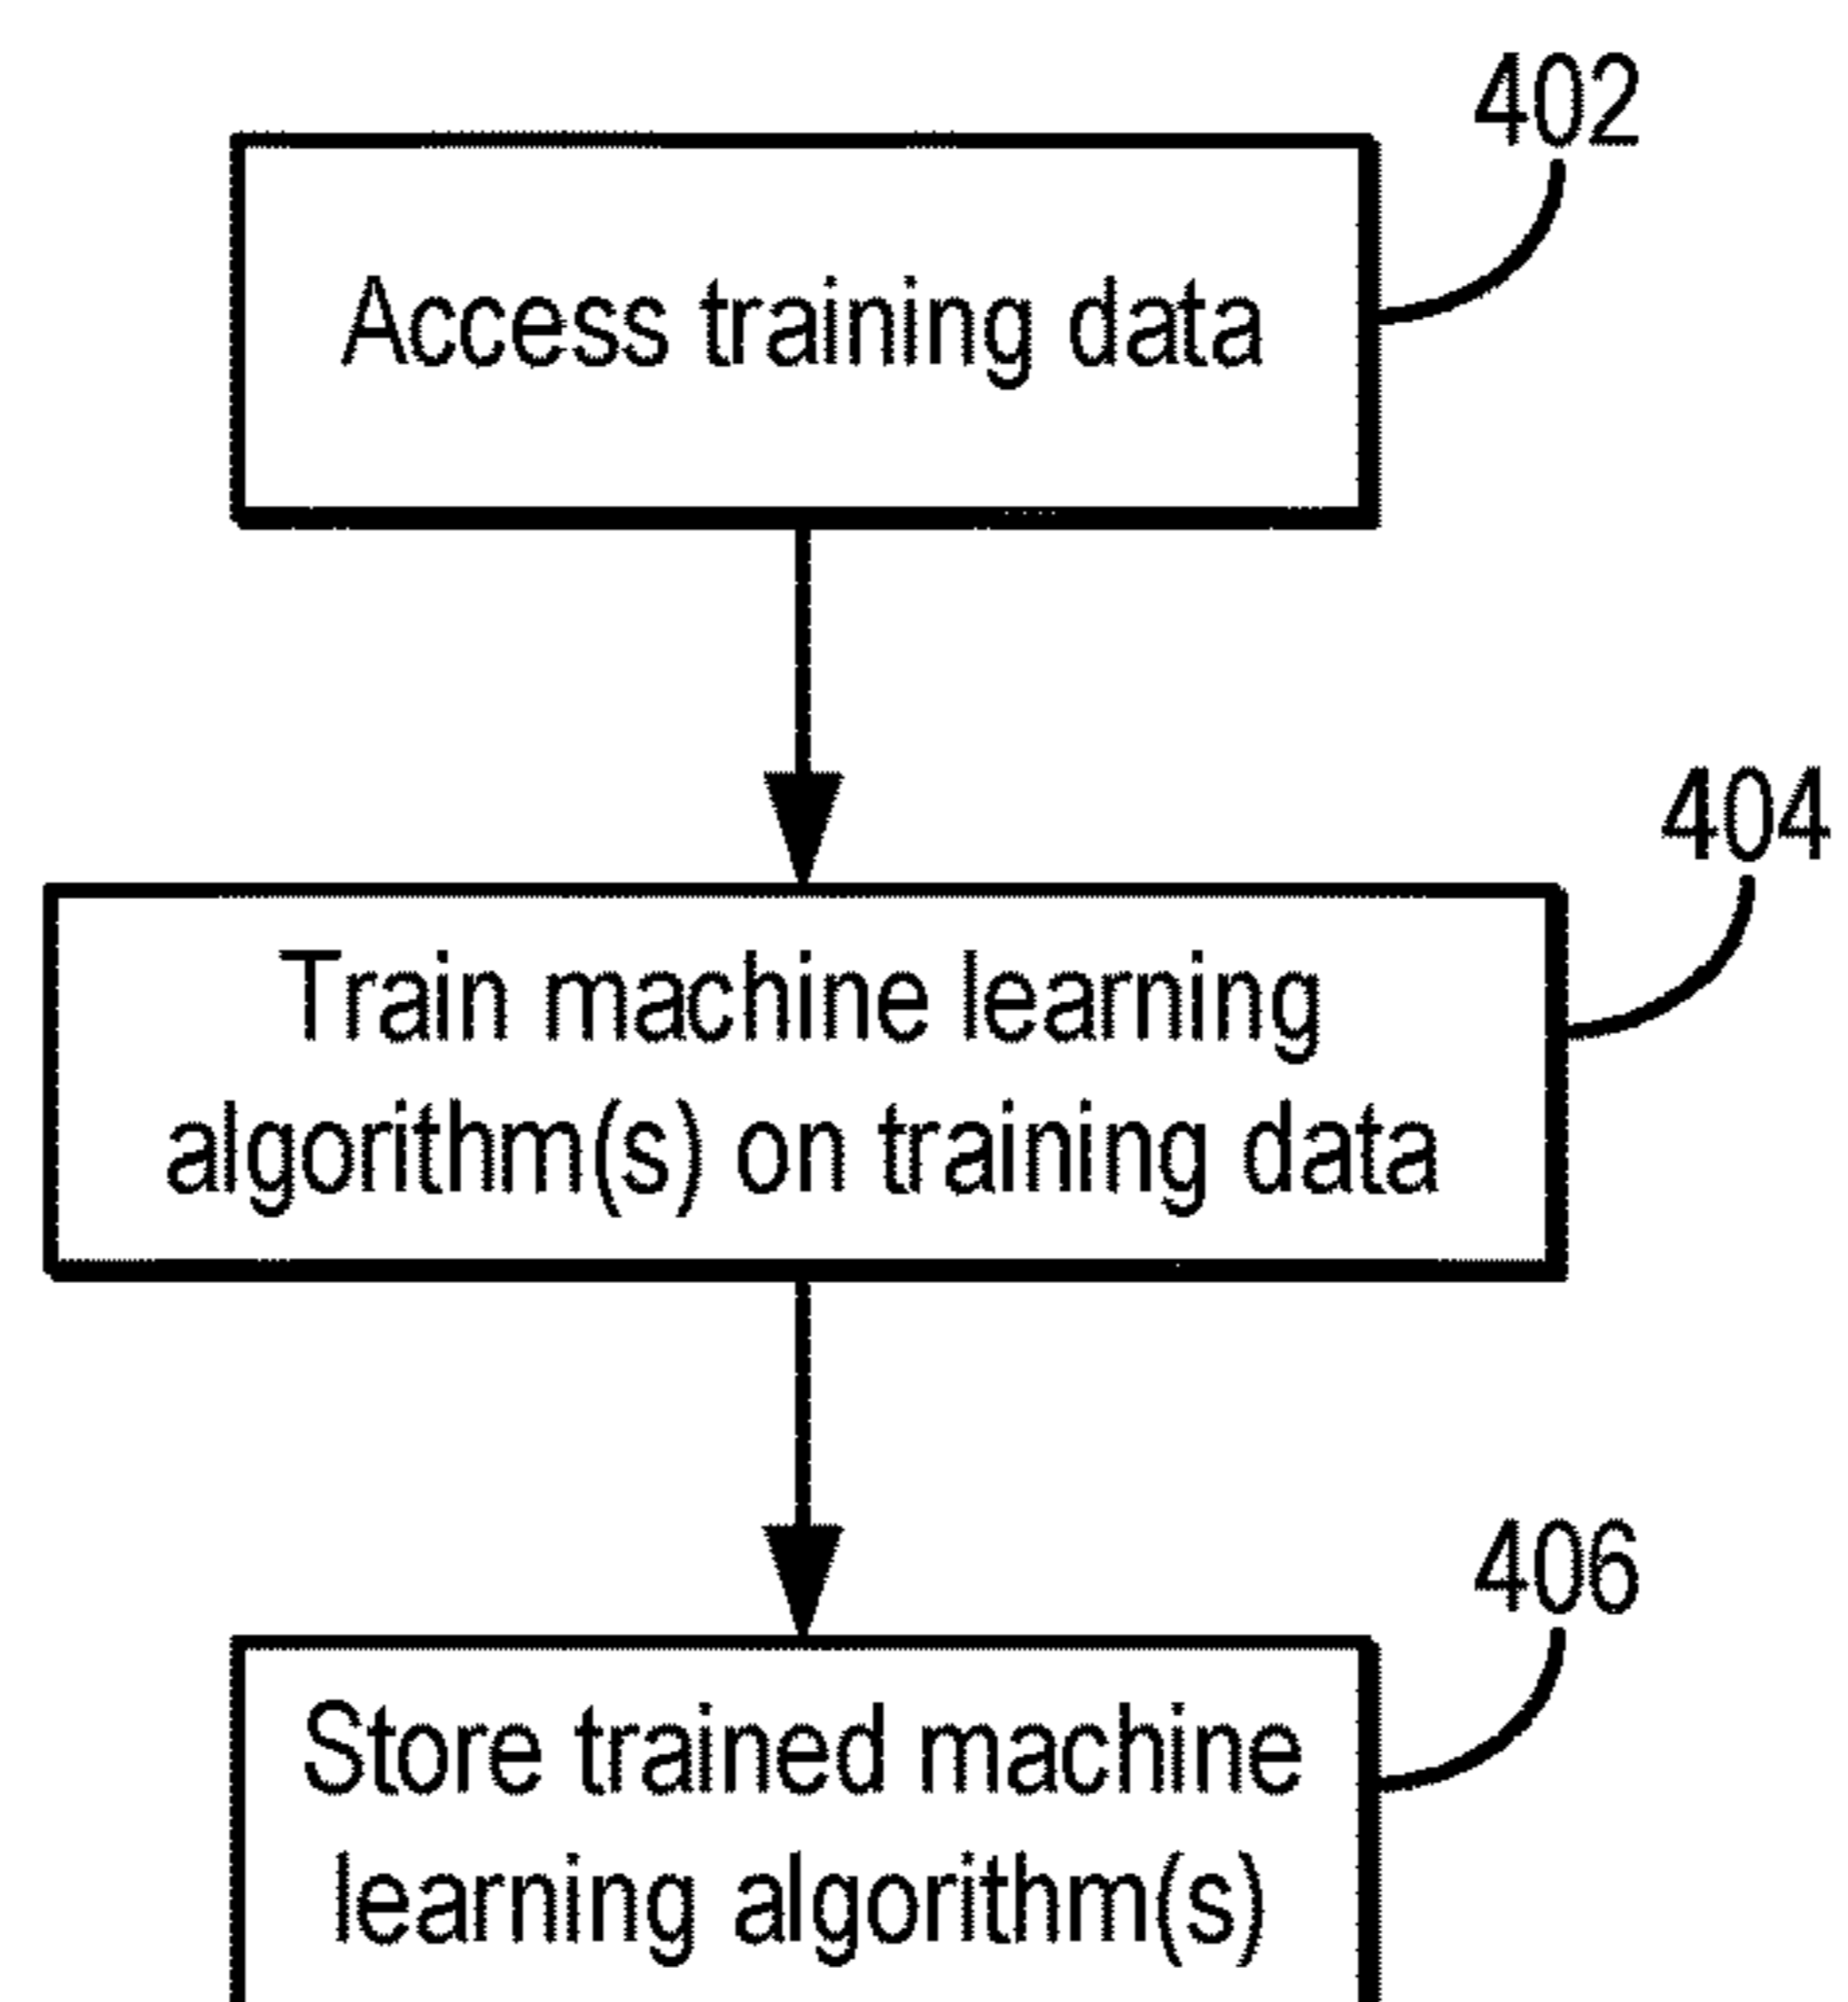 402
Access training data
404
Train machine learning
algorithm(s) on training data
406
Store trained machine
learning algorithm(s)